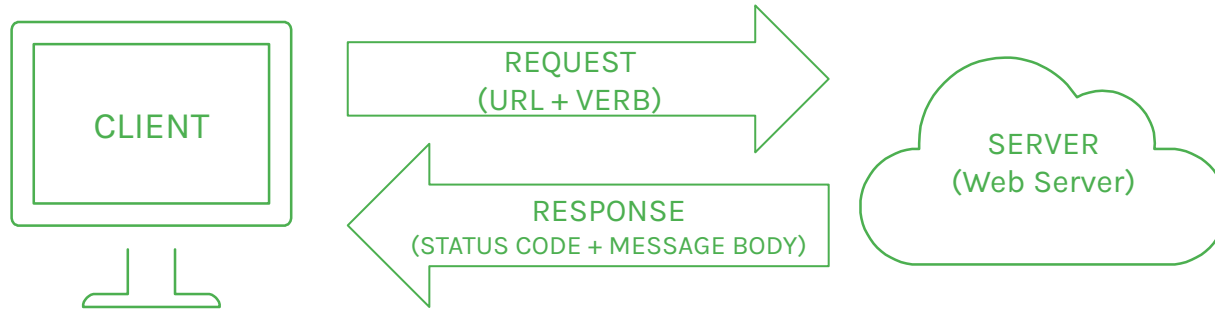 CLIENT
REQUEST
(URL + VERB)
RESPONSE
(STATUS CODE + MESSAGE BODY)
SERVER
(Web Server)